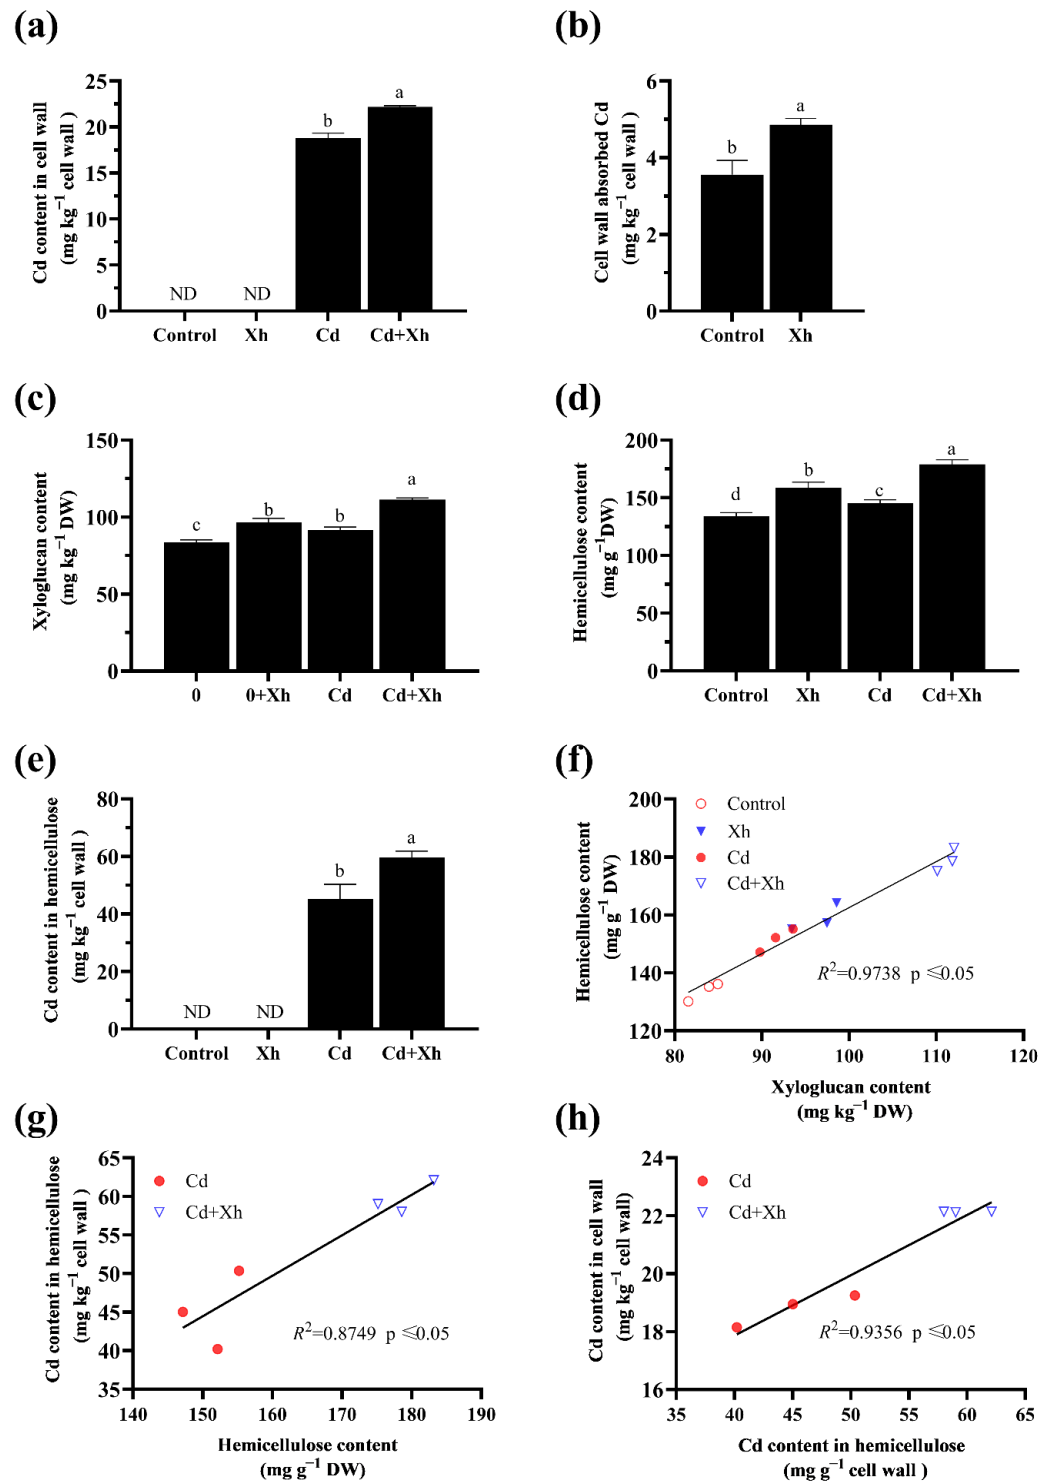 (a)
Cd content in cell wall
(mg kg⁻¹ cell wall )
25
20
15
10
5
0
ND
ND
b
a
Control
Xh
Cd
Cd+Xh
(b)
Cell wall absorbed Cd
(mg kg⁻¹ cell wall)
6
4
2
0
b
a
Control
Xh
(c)
Xyloglucan content
(mg kg⁻¹ DW)
150
100
50
0
c
b
b
a
0
0+Xh
Cd
Cd+Xh
(d)
Hemicellulose content
(mg g⁻¹DW)
200
150
100
50
0
d
b
c
a
Control
Xh
Cd
Cd+Xh
(e)
Cd content in hemicellulose
(mg kg⁻¹ cell wall )
80
60
40
20
0
ND
ND
b
a
Control
Xh
Cd
Cd+Xh
(f)
Hemicellulose content
(mg g⁻¹ DW)
200
180
160
140
120
Control
Xh
Cd
Cd+Xh
R²=0.9738 p ⩽0.05
80
90
100
110
120
Xyloglucan content
(mg kg⁻¹ DW)
(g)
Cd content in hemicellulose
(mg kg⁻¹ cell wall )
65
60
55
50
45
40
35
Cd
Cd+Xh
R²=0.8749 p ⩽0.05
140
150
160
170
180
190
Hemicellulose content
(mg g⁻¹ DW)
(h)
Cd content in cell wall
(mg kg⁻¹ cell wall)
24
22
20
18
16
Cd
Cd+Xh
R²=0.9356 p ⩽0.05
35
40
45
50
55
60
65
Cd content in hemicellulose
(mg g⁻¹ cell wall )